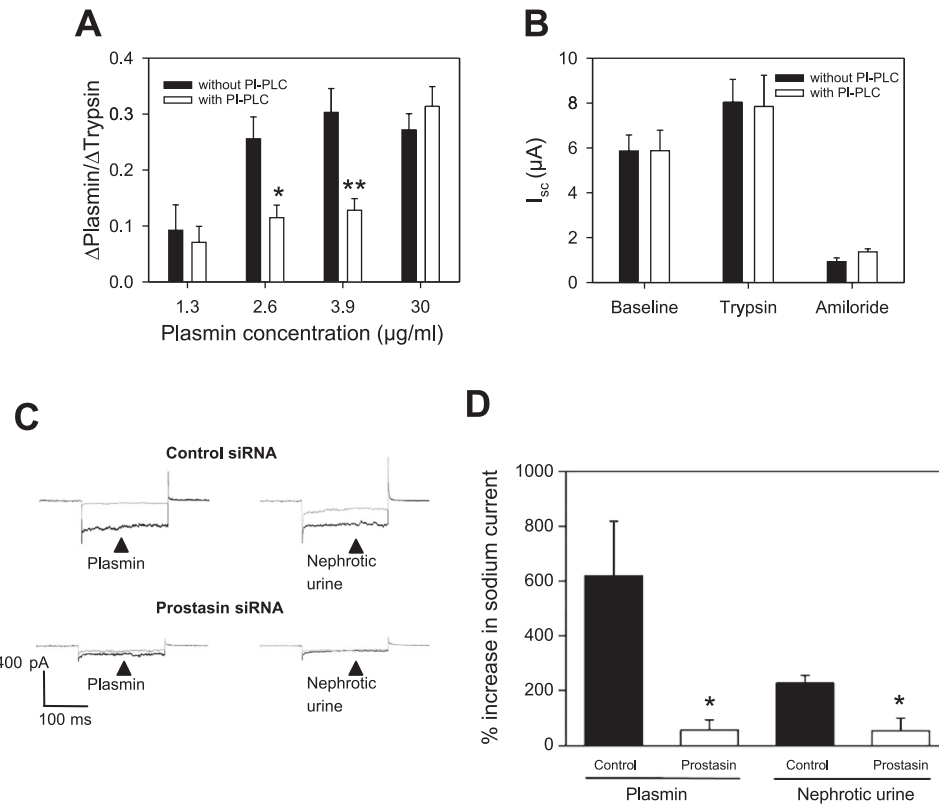 A
0.4
without PI-PLC
with PI-PLC
0.3
0.2
0.1
0.0
ΔPlasmin/ΔTrypsin
*
**
1.3 2.6 3.9 30
Plasmin concentration (µg/ml)
B
10
without PI-PLC
with PI-PLC
8
6
4
2
0
Isc (µA)
Baseline Trypsin Amiloride
C
Control siRNA
Plasmin
Nephrotic
urine
Prostasin siRNA
400 pA
100 ms
Plasmin
Nephrotic
urine
D
1000
800
600
400
200
0
% increase in sodium current
* *
Control Prostasin Control Prostasin
Plasmin Nephrotic urine